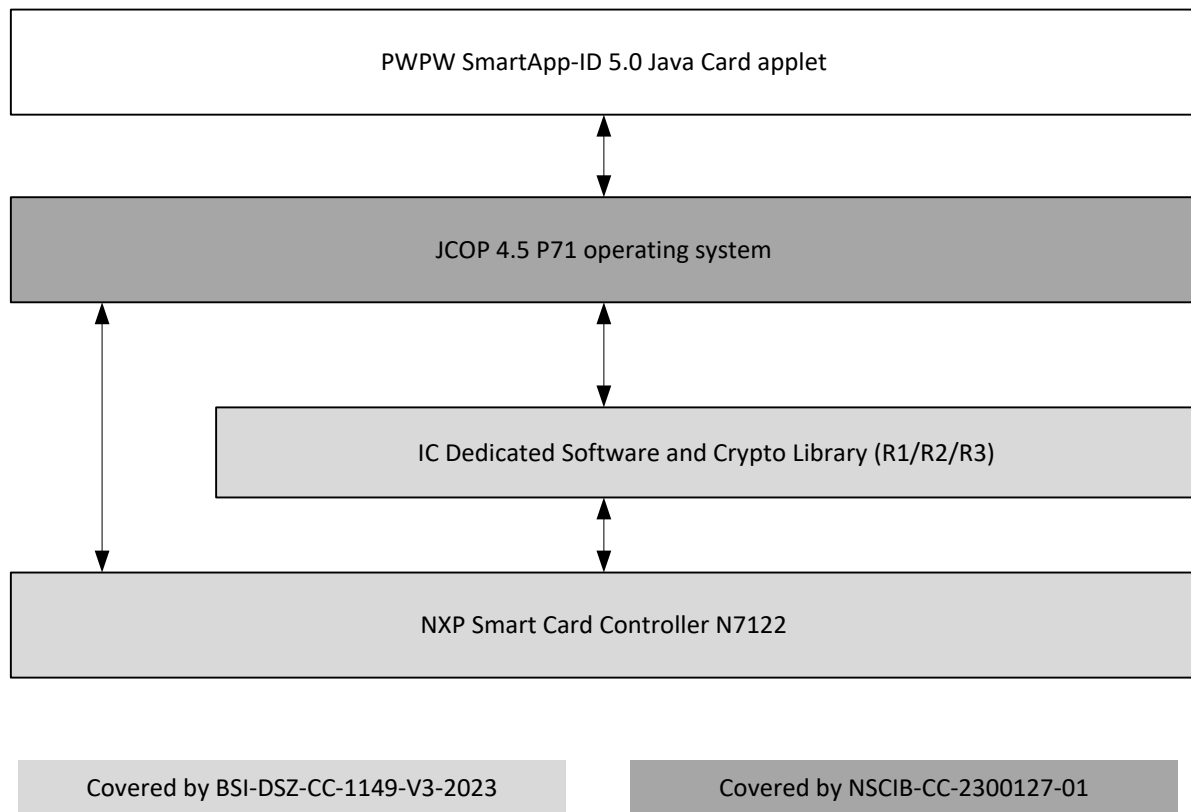 PWPW SmartApp-ID 5.0 Java Card applet
JCOP 4.5 P71 operating system
IC Dedicated Software and Crypto Library (R1/R2/R3)
NXP Smart Card Controller N7122
Covered by BSI-DSZ-CC-1149-V3-2023
Covered by NSCIB-CC-2300127-01